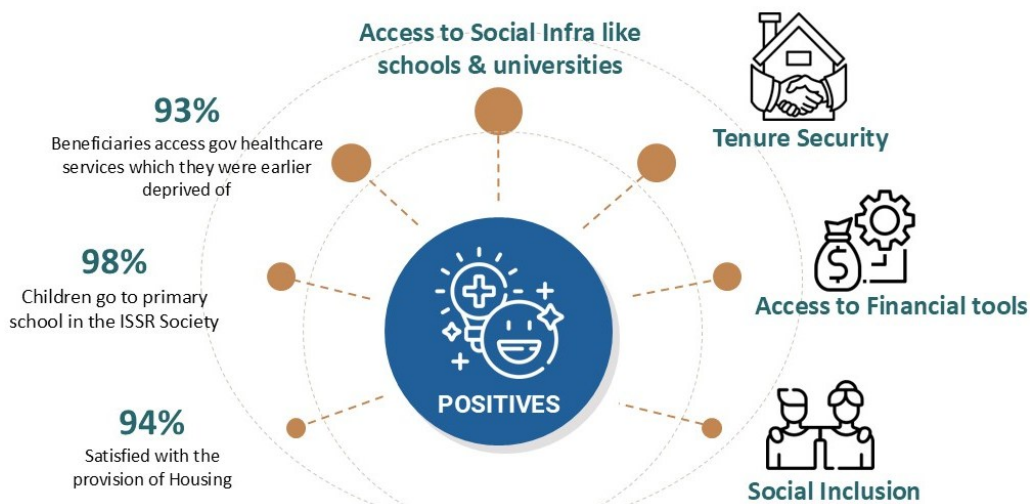 Access to Social Infra like
schools & universities
93%
Beneficiaries access gov healthcare
services which they were earlier
deprived of
98%
Children go to primary
school in the ISSR Society
94%
Satisfied with the
provision of Housing
POSITIVES
Tenure Security
$
Access to Financial tools
Social Inclusion